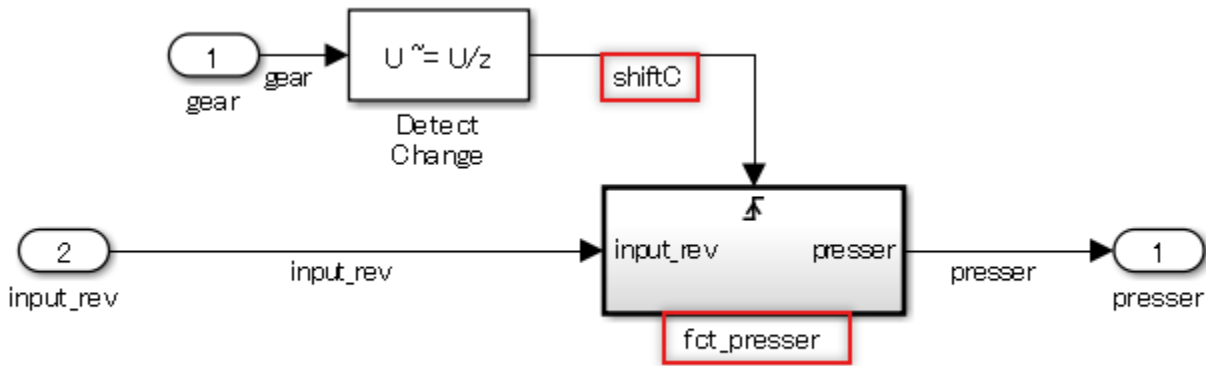 1
gear
gear
U ~= U/z
Detect
Change
shiftC
2
input_rev
input_rev
input_rev
presser
fct_presser
presser
1
presser